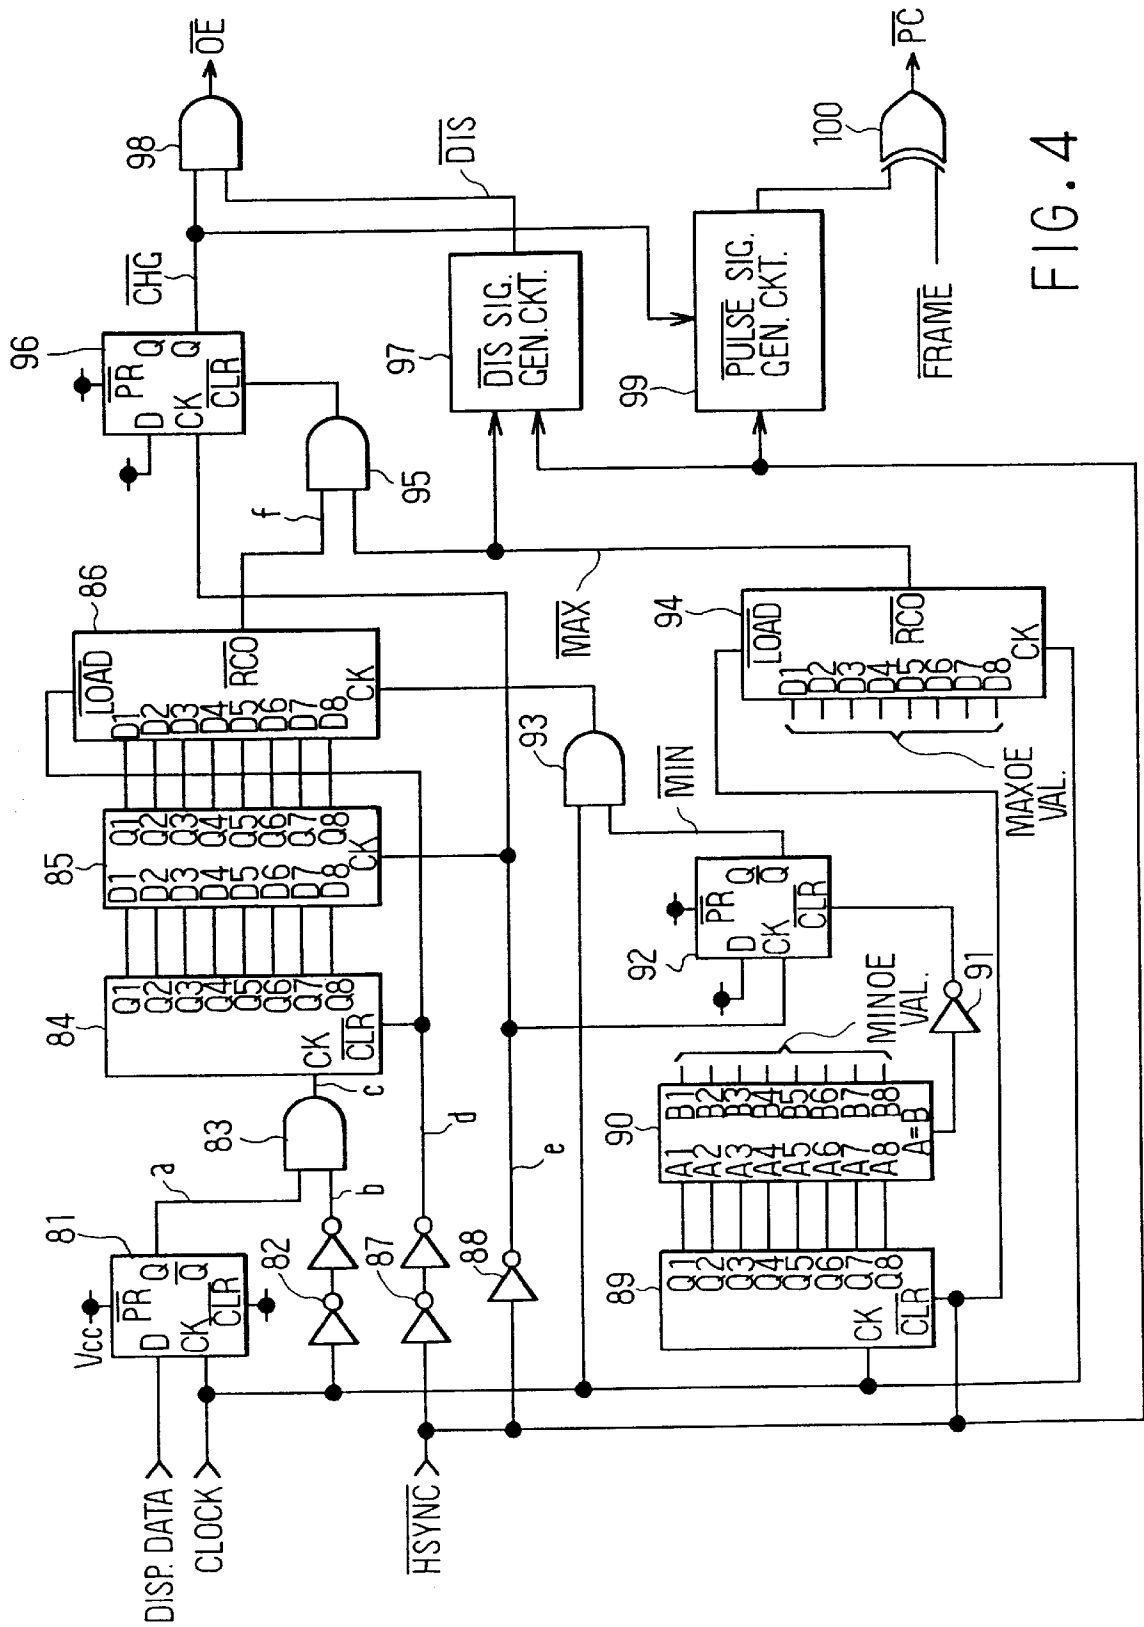 DISP. DATA
CLOCK
HSYNC
Vcc
81
PR
D
Q
CK
Q
CLR
a
82
b
83
c
87
d
88
e
84
Q1
Q2
Q3
Q4
Q5
Q6
Q7
Q8
CK
CLR
85
D1 Q1
D2 Q2
D3 Q3
D4 Q4
D5 Q5
D6 Q6
D7 Q7
D8 Q8
CK
86
LOAD
D1
D2
D3
D4
D5
D6
D7
D8
RCO
CK
f
95
96
PR
D
Q
CK
Q
CLR
CHG
98
OE
DIS
97
DIS SIG.
GEN. CKT.
99
PULSE SIG.
GEN. CKT.
100
PC
FRAME
89
Q1
Q2
Q3
Q4
Q5
Q6
Q7
Q8
CK
CLR
90
A1 B1
A2 B2
A3 B3
A4 B4
A5 B5
A6 B6
A7 B7
A8 B8
A=B
MINOE
VAL.
91
92
PR
D
Q
CK
Q
CLR
MIN
93
MAX
94
LOAD
D1
D2
D3
D4
D5
D6
D7
D8
RCO
CK
MAXOE
VAL.
FIG. 4